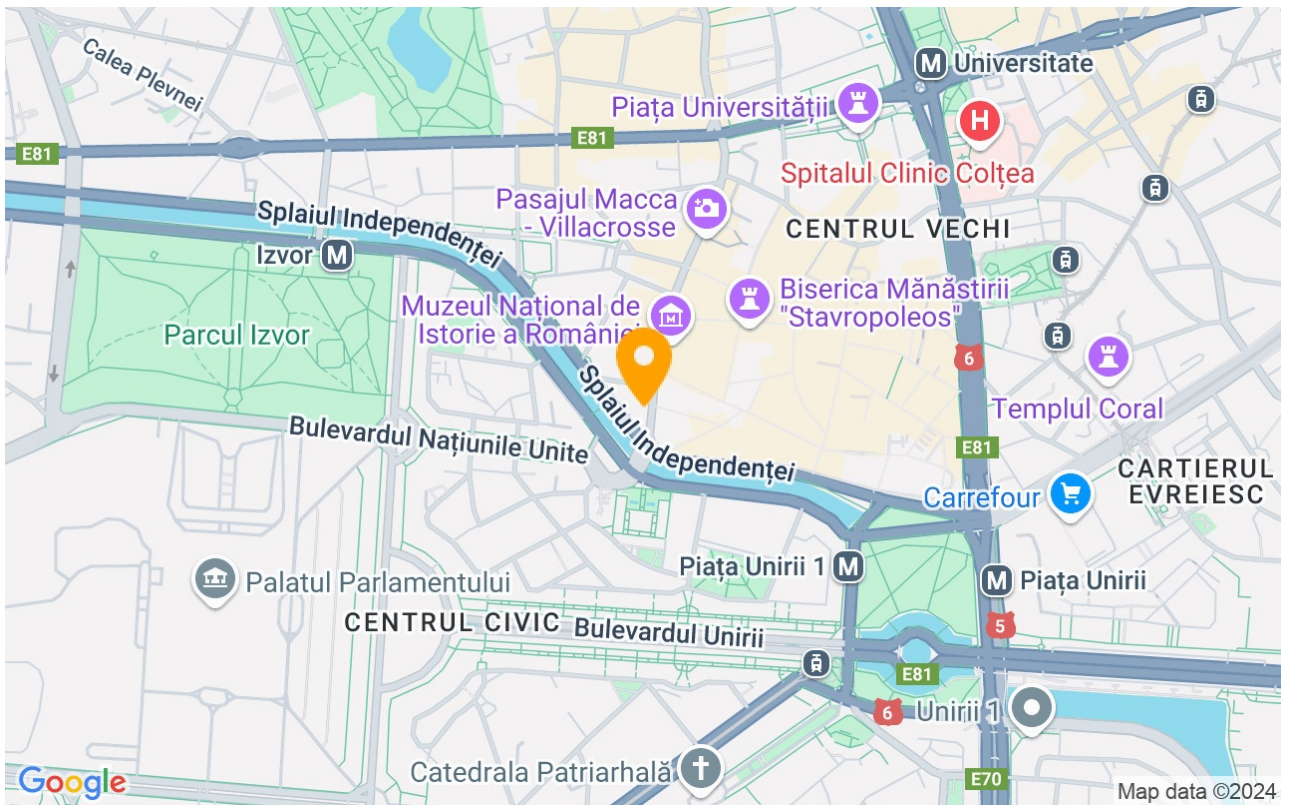 Calea Plevnei
M Universitate
Piața Universității
H
E81
E81
Spitalul Clinic Colțea
Pasajul Macca
- Villacrosse
Splaiul Independenței
CENTRUL VECHI
Izvor M
Muzeul Național de
Istorie a României
Biserica Mănăstirii
"Stavropoleos"
Parcul Izvor
6
Splaiul Independenței
Templul Coral
Bulevardul Națiunile Unite
E81
CARTIERUL
EVREIESC
Carrefour
Piața Unirii 1 M
M Piața Unirii
Palatul Parlamentului
CENTRUL CIVIC
Bulevardul Unirii
5
E81
6
Unirii 1
Catedrala Patriarhală
E70
Google
Map data ©2024